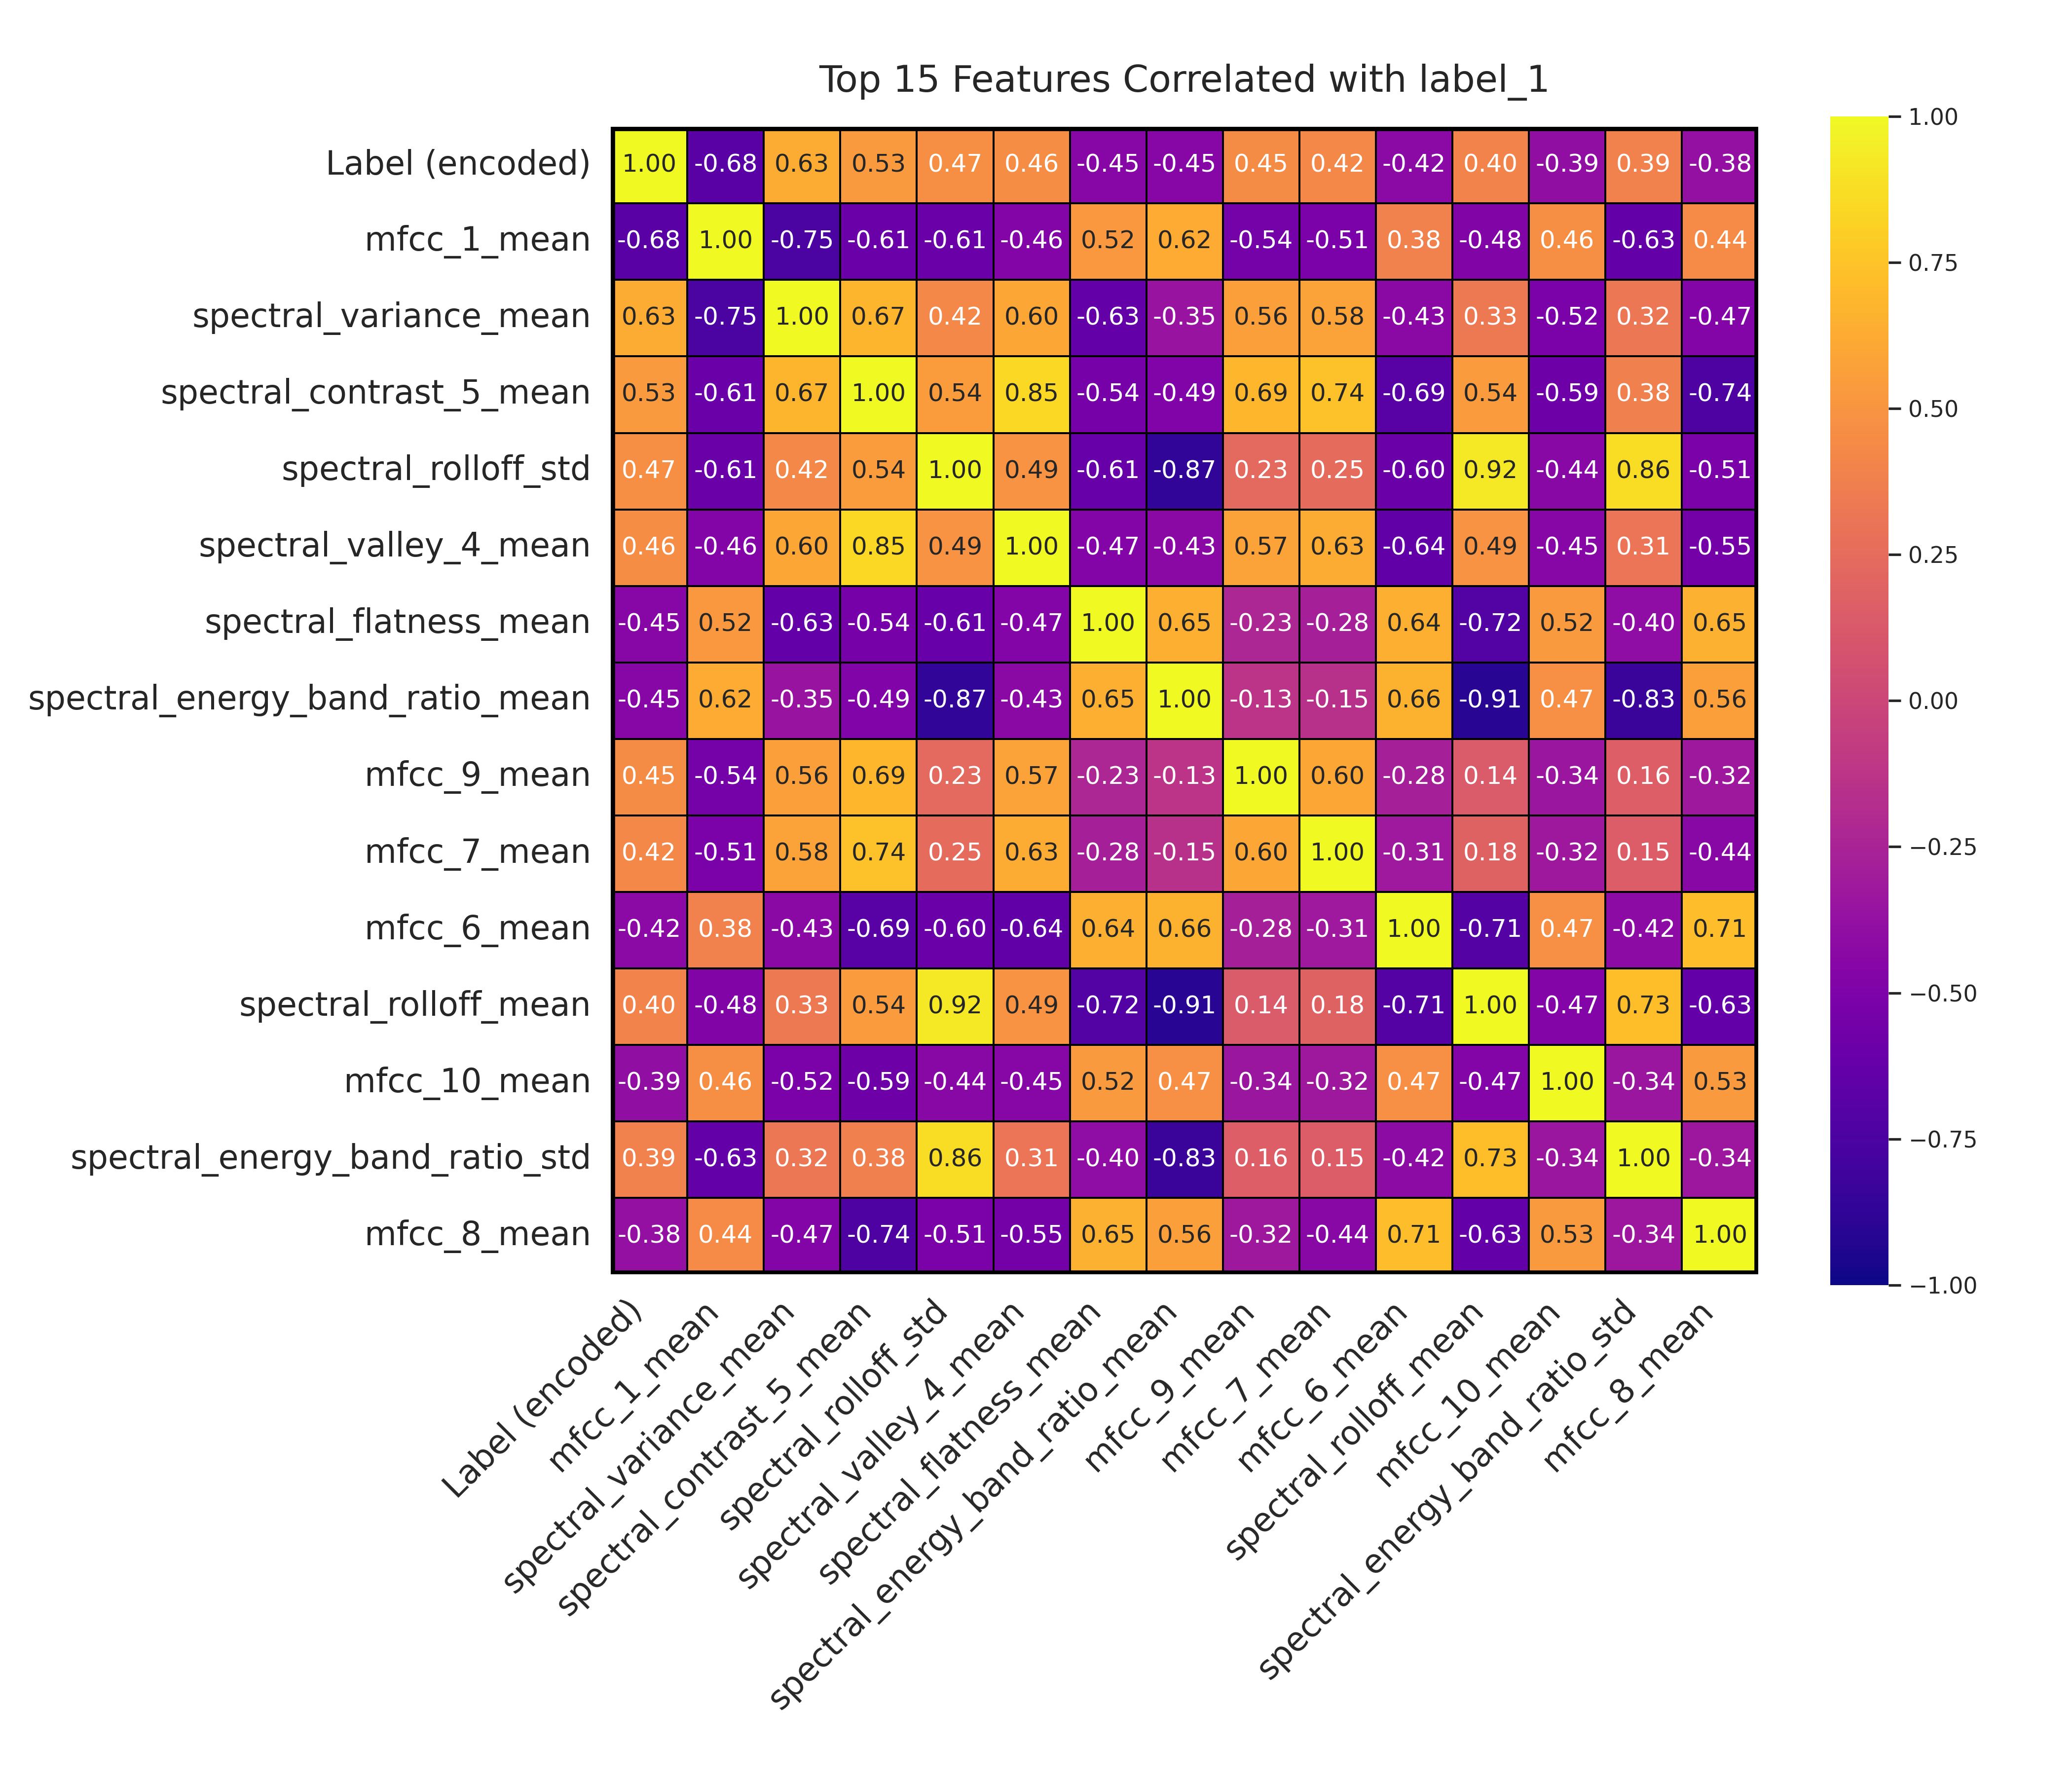 Top 15 Features Correlated with label_1
Label (encoded) 1.00 -0.68 0.63 0.53 0.47 0.46 -0.45 -0.45 0.45 0.42 -0.42 0.40 -0.39 0.39 -0.38
mfcc_1_mean -0.68 1.00 -0.75 -0.61 -0.61 -0.46 0.52 0.62 -0.54 -0.51 0.38 -0.48 0.46 -0.63 0.44
spectral_variance_mean 0.63 -0.75 1.00 0.67 0.42 0.60 -0.63 -0.35 0.56 0.58 -0.43 0.33 -0.52 0.32 -0.47
spectral_contrast_5_mean 0.53 -0.61 0.67 1.00 0.54 0.85 -0.54 -0.49 0.69 0.74 -0.69 0.54 -0.59 0.38 -0.74
spectral_rolloff_std 0.47 -0.61 0.42 0.54 1.00 0.49 -0.61 -0.87 0.23 0.25 -0.60 0.92 -0.44 0.86 -0.51
spectral_valley_4_mean 0.46 -0.46 0.60 0.85 0.49 1.00 -0.47 -0.43 0.57 0.63 -0.64 0.49 -0.45 0.31 -0.55
spectral_flatness_mean -0.45 0.52 -0.63 -0.54 -0.61 -0.47 1.00 0.65 -0.23 -0.28 0.64 -0.72 0.52 -0.40 0.65
spectral_energy_band_ratio_mean -0.45 0.62 -0.35 -0.49 -0.87 -0.43 0.65 1.00 -0.13 -0.15 0.66 -0.91 0.47 -0.83 0.56
mfcc_9_mean 0.45 -0.54 0.56 0.69 0.23 0.57 -0.23 -0.13 1.00 0.60 -0.28 0.14 -0.34 0.16 -0.32
mfcc_7_mean 0.42 -0.51 0.58 0.74 0.25 0.63 -0.28 -0.15 0.60 1.00 -0.31 0.18 -0.32 0.15 -0.44
mfcc_6_mean -0.42 0.38 -0.43 -0.69 -0.60 -0.64 0.64 0.66 -0.28 -0.31 1.00 -0.71 0.47 -0.42 0.71
spectral_rolloff_mean 0.40 -0.48 0.33 0.54 0.92 0.49 -0.72 -0.91 0.14 0.18 -0.71 1.00 -0.47 0.73 -0.63
mfcc_10_mean -0.39 0.46 -0.52 -0.59 -0.44 -0.45 0.52 0.47 -0.34 -0.32 0.47 -0.47 1.00 -0.34 0.53
spectral_energy_band_ratio_std 0.39 -0.63 0.32 0.38 0.86 0.31 -0.40 -0.83 0.16 0.15 -0.42 0.73 -0.34 1.00 -0.34
mfcc_8_mean -0.38 0.44 -0.47 -0.74 -0.51 -0.55 0.65 0.56 -0.32 -0.44 0.71 -0.63 0.53 -0.34 1.00
Label (encoded)
mfcc_1_mean
spectral_variance_mean
spectral_contrast_5_mean
spectral_rolloff_std
spectral_valley_4_mean
spectral_flatness_mean
spectral_energy_band_ratio_mean
mfcc_9_mean
mfcc_7_mean
mfcc_6_mean
spectral_rolloff_mean
mfcc_10_mean
spectral_energy_band_ratio_std
mfcc_8_mean
1.00
0.75
0.50
0.25
0.00
−0.25
−0.50
−0.75
−1.00